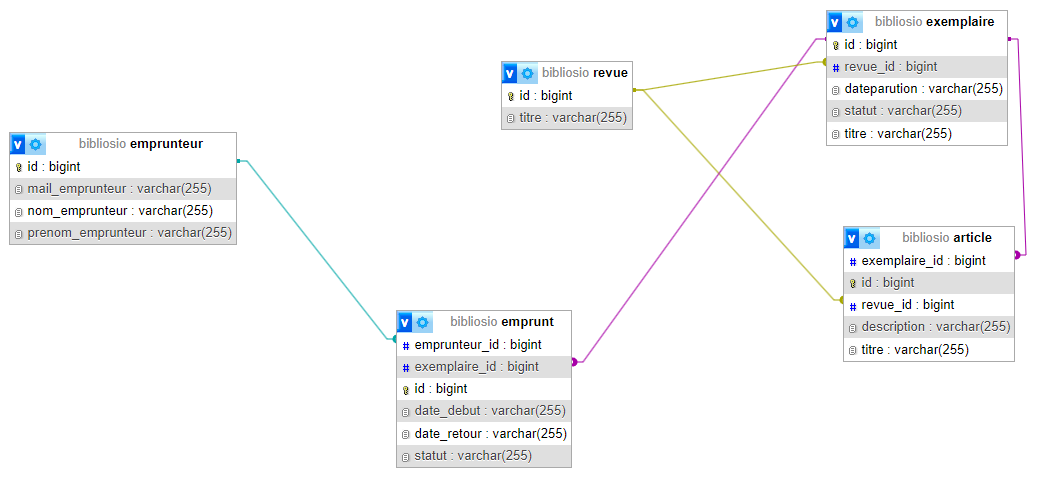 bibliosio exemplaire
id : bigint
revue_id : bigint
dateparution : varchar(255)
statut : varchar(255)
titre : varchar(255)
bibliosio revue
id : bigint
titre : varchar(255)
bibliosio emprunteur
id : bigint
mail_emprunteur : varchar(255)
nom_emprunteur : varchar(255)
prenom_emprunteur : varchar(255)
bibliosio article
exemplaire_id : bigint
id : bigint
revue_id : bigint
description : varchar(255)
titre : varchar(255)
bibliosio emprunt
emprunteur_id : bigint
exemplaire_id : bigint
id : bigint
date_debut : varchar(255)
date_retour : varchar(255)
statut : varchar(255)